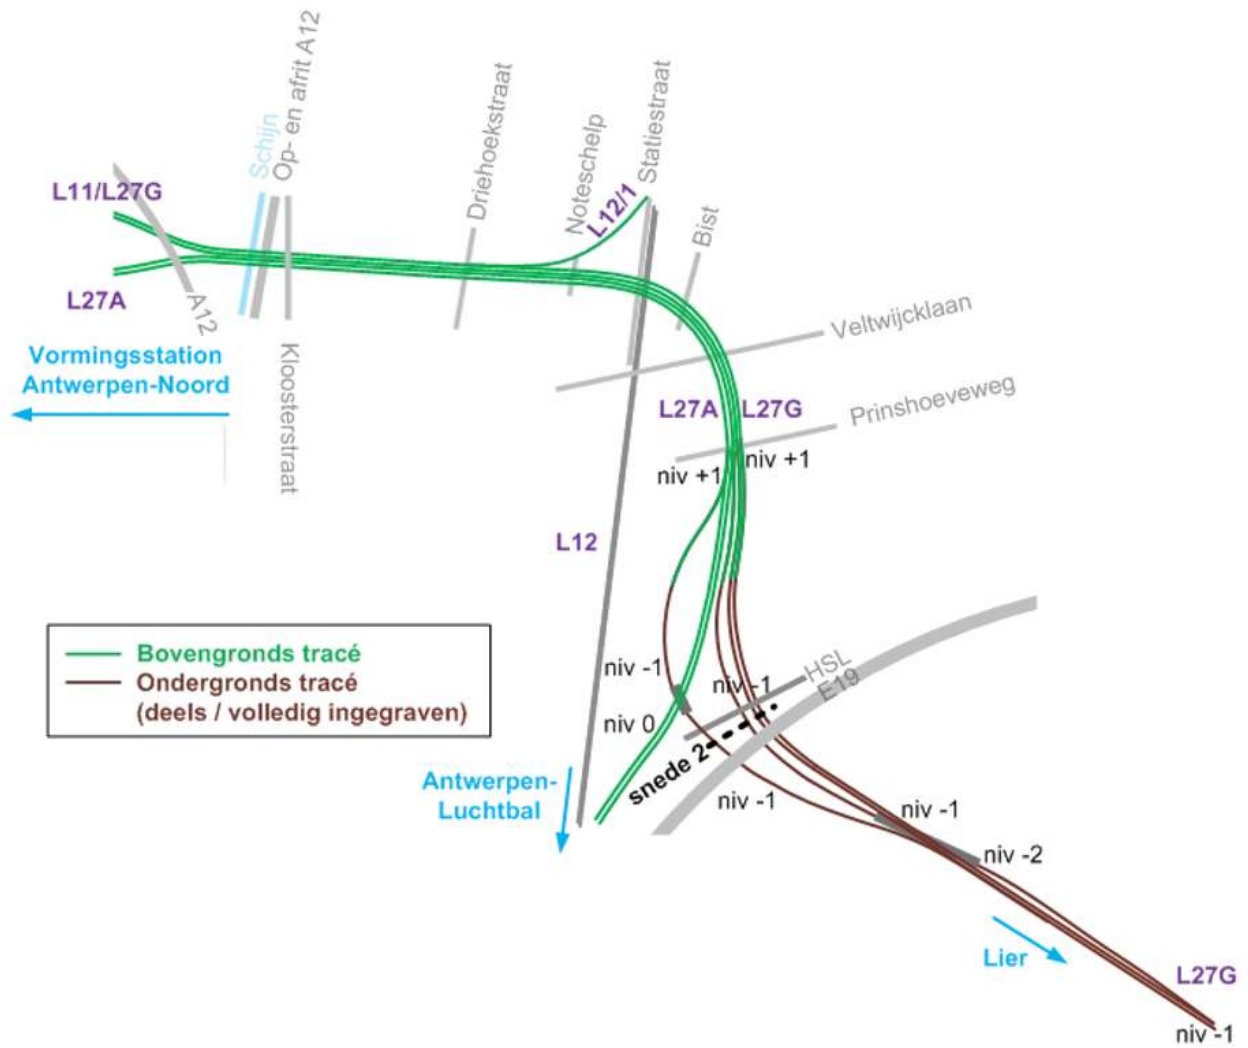 Schijn
Op- en afrit A12
Driehoekstraat
Noteschelp
L12/1
Statiestraat
Bist
L11/L27G
L27A
A12
Vormingsstation
Antwerpen-Noord
Kloosterstraat
Veltwijcklaan
L27A
L27G
Prinshoeveweg
niv +1
niv +1
L12
Bovengronds tracé
Ondergronds tracé
(deels / volledig ingegraven)
niv -1
niv -1
HSL
E19
niv 0
snede 2
Antwerpen-
Luchtbal
niv -1
niv -1
niv -2
Lier
L27G
niv -1